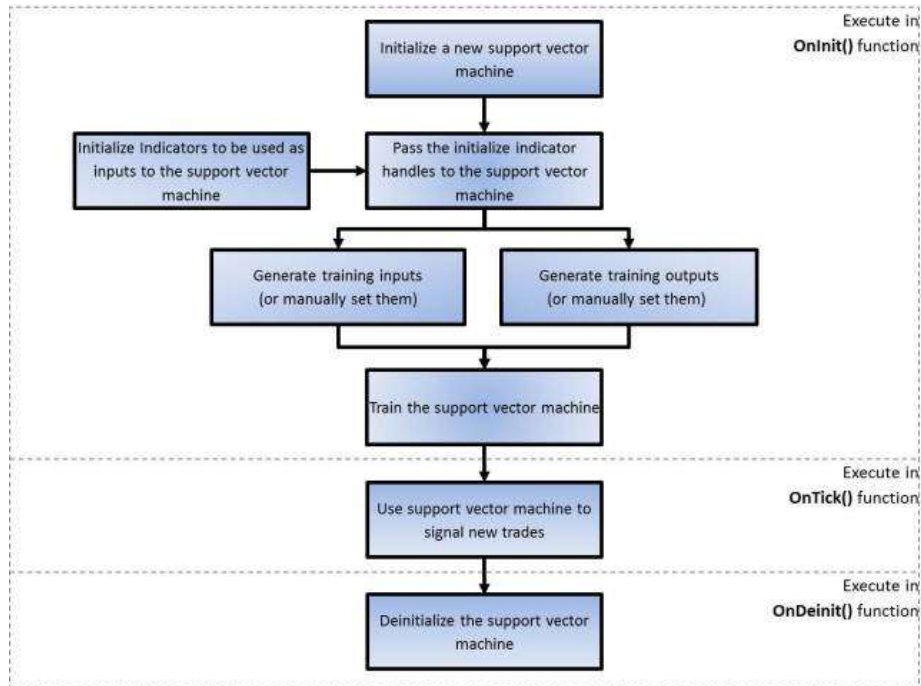 Execute in
OnInit() function
Initialize a new support vector
machine
Initialize Indicators to be used as
inputs to the support vector
machine
Pass the initialize indicator
handles to the support vector
machine
Generate training inputs
(or manually set them)
Generate training outputs
(or manually set them)
Train the support vector machine
Execute in
OnTick() function
Use support vector machine to
signal new trades
Execute in
OnDeinit() function
Deinitialize the support vector
machine